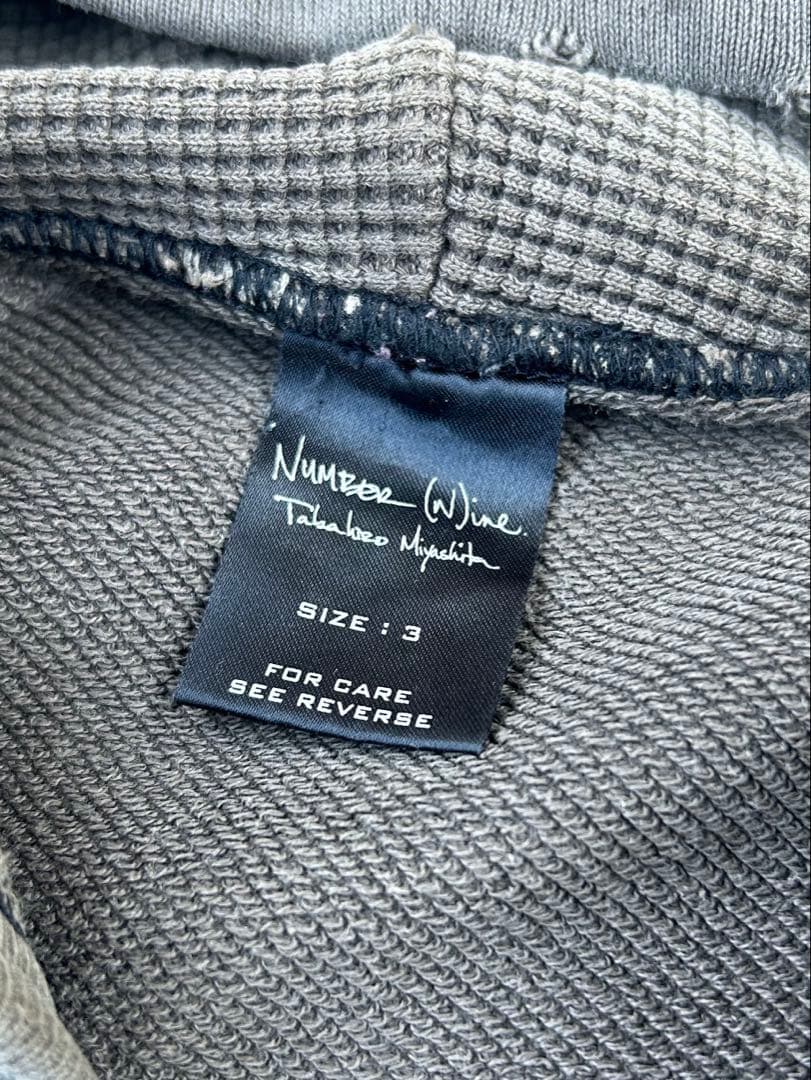 NUMBER (N)ine.
Takahiro Miyashita
SIZE : 3
FOR CARE
SEE REVERSE